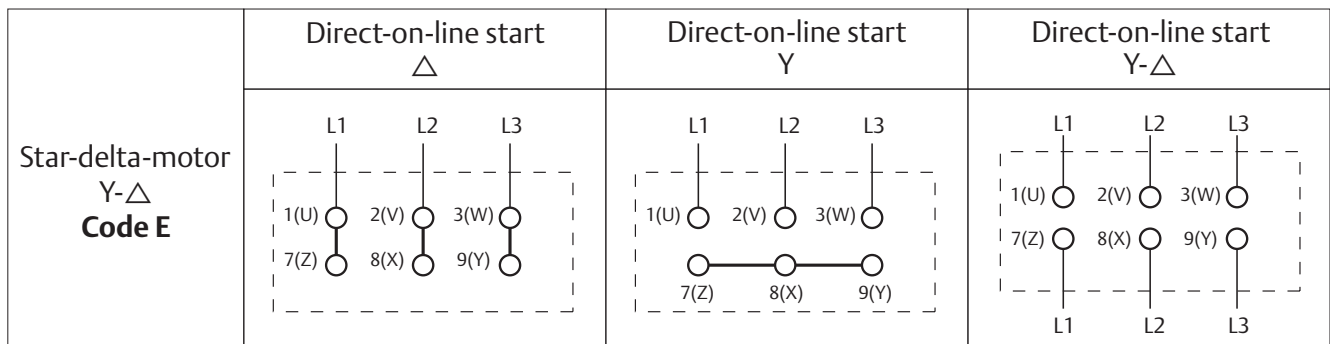 Direct-on-line start
△
Direct-on-line start
Y
Direct-on-line start
Y-△
Star-delta-motor
Y-△
Code E
L1 L2 L3
1(U) 2(V) 3(W)
7(Z) 8(X) 9(Y)
L1 L2 L3
1(U) 2(V) 3(W)
7(Z) 8(X) 9(Y)
L1 L2 L3
1(U) 2(V) 3(W)
7(Z) 8(X) 9(Y)
L1 L2 L3